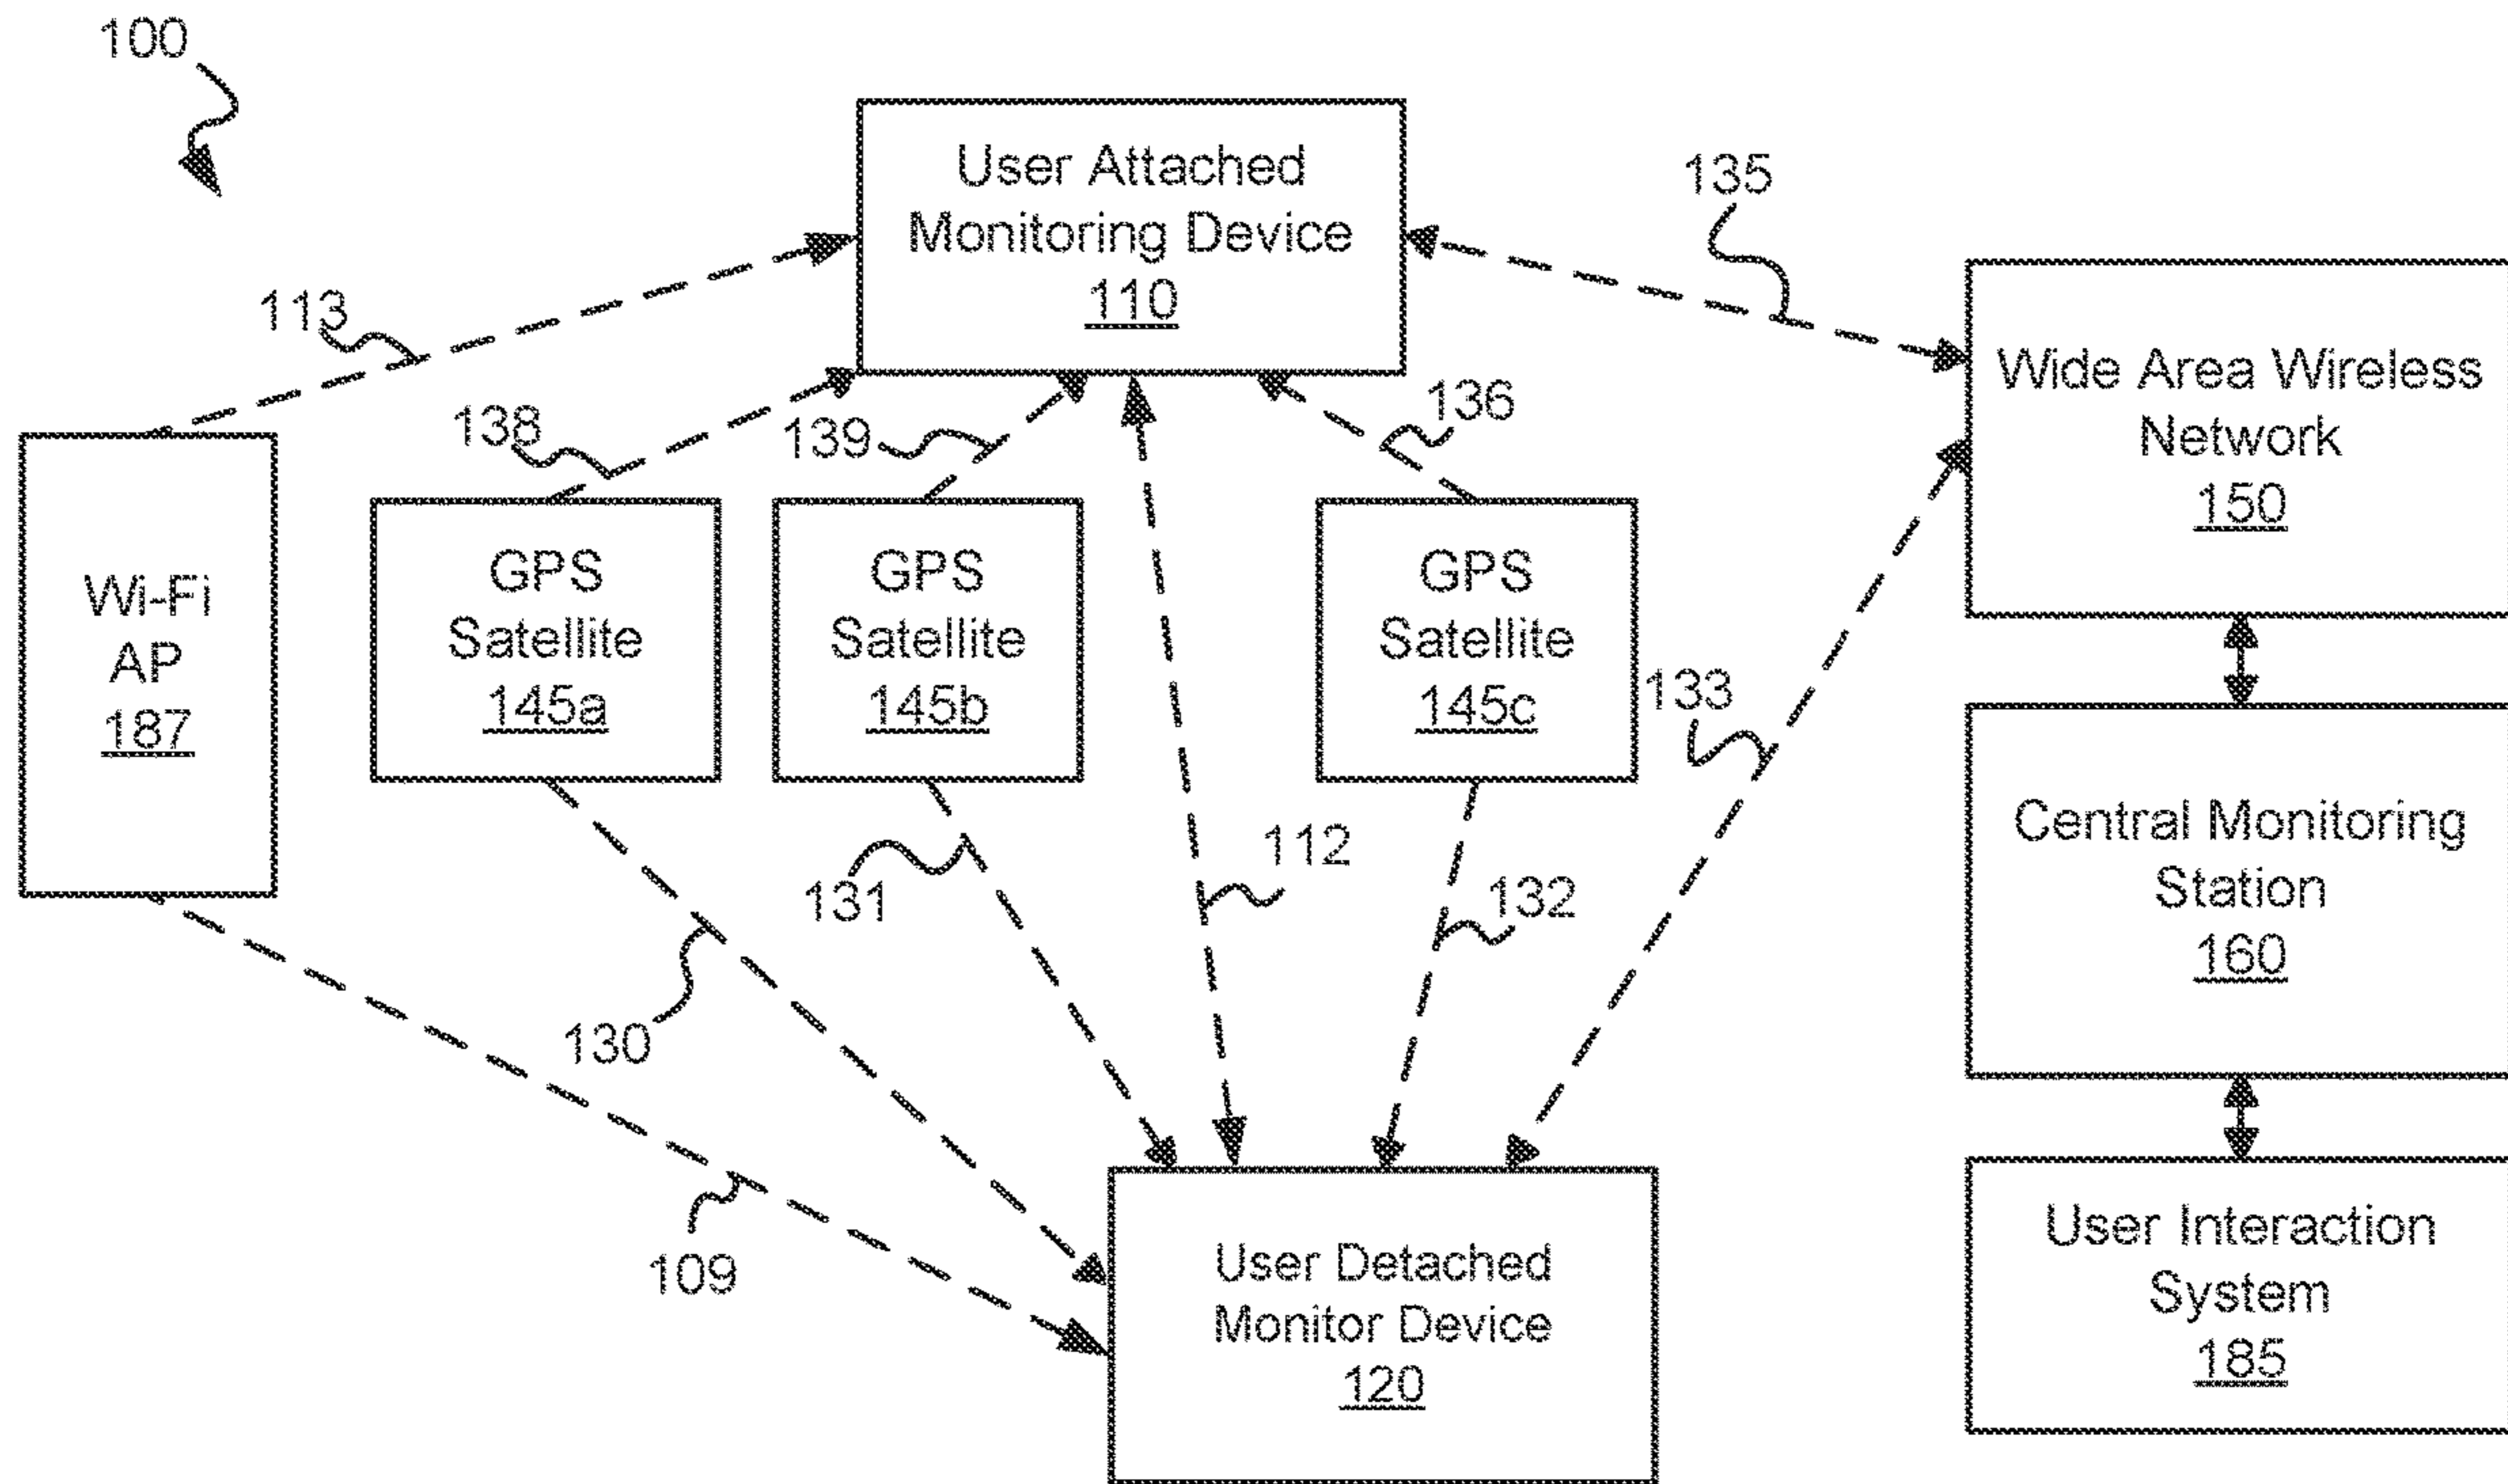 100
User Attached
Monitoring Device
110
135
113
138
139
136
Wide Area Wireless
Network
150
Wi-Fi
AP
187
GPS
Satellite
145a
GPS
Satellite
145b
GPS
Satellite
145c
133
131
112
132
130
109
Central Monitoring
Station
160
User Detached
Monitor Device
120
User Interaction
System
185